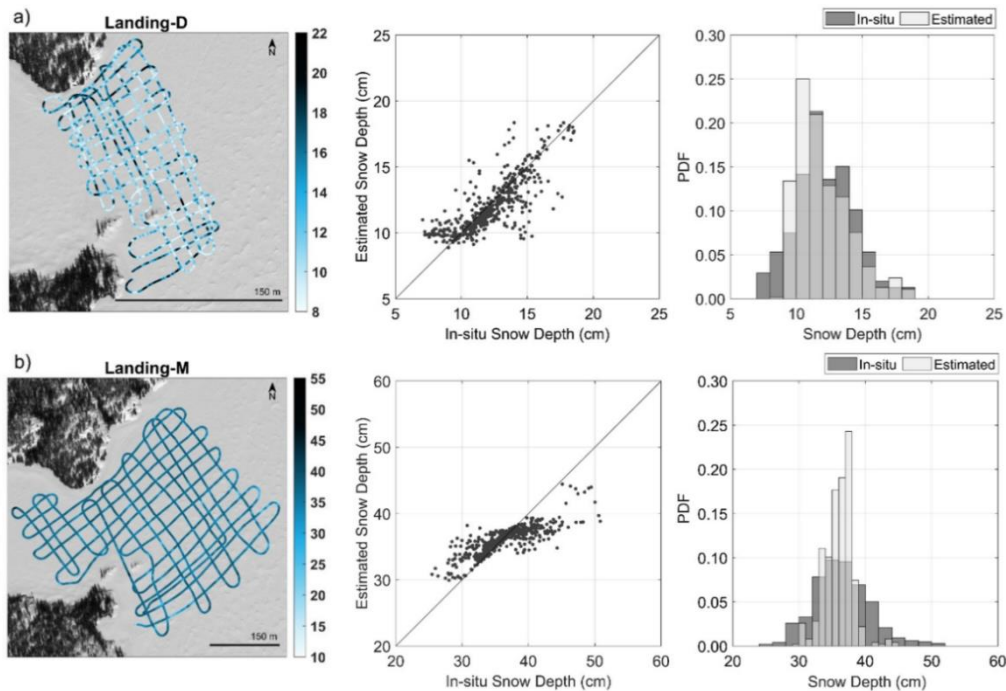 a)
Landing-D
N
150 m
22
20
18
16
14
12
10
8
25
20
15
10
5
Estimated Snow Depth (cm)
5 10 15 20 25
In-situ Snow Depth (cm)
In-situ Estimated
0.30
0.25
0.20
0.15
0.10
0.05
0.00
PDF
5 10 15 20 25
Snow Depth (cm)
b)
Landing-M
N
150 m
55
50
45
40
35
30
25
20
15
10
60
50
40
30
20
Estimated Snow Depth (cm)
20 30 40 50 60
In-situ Snow Depth (cm)
In-situ Estimated
0.30
0.25
0.20
0.15
0.10
0.05
0.00
PDF
20 30 40 50 60
Snow Depth (cm)